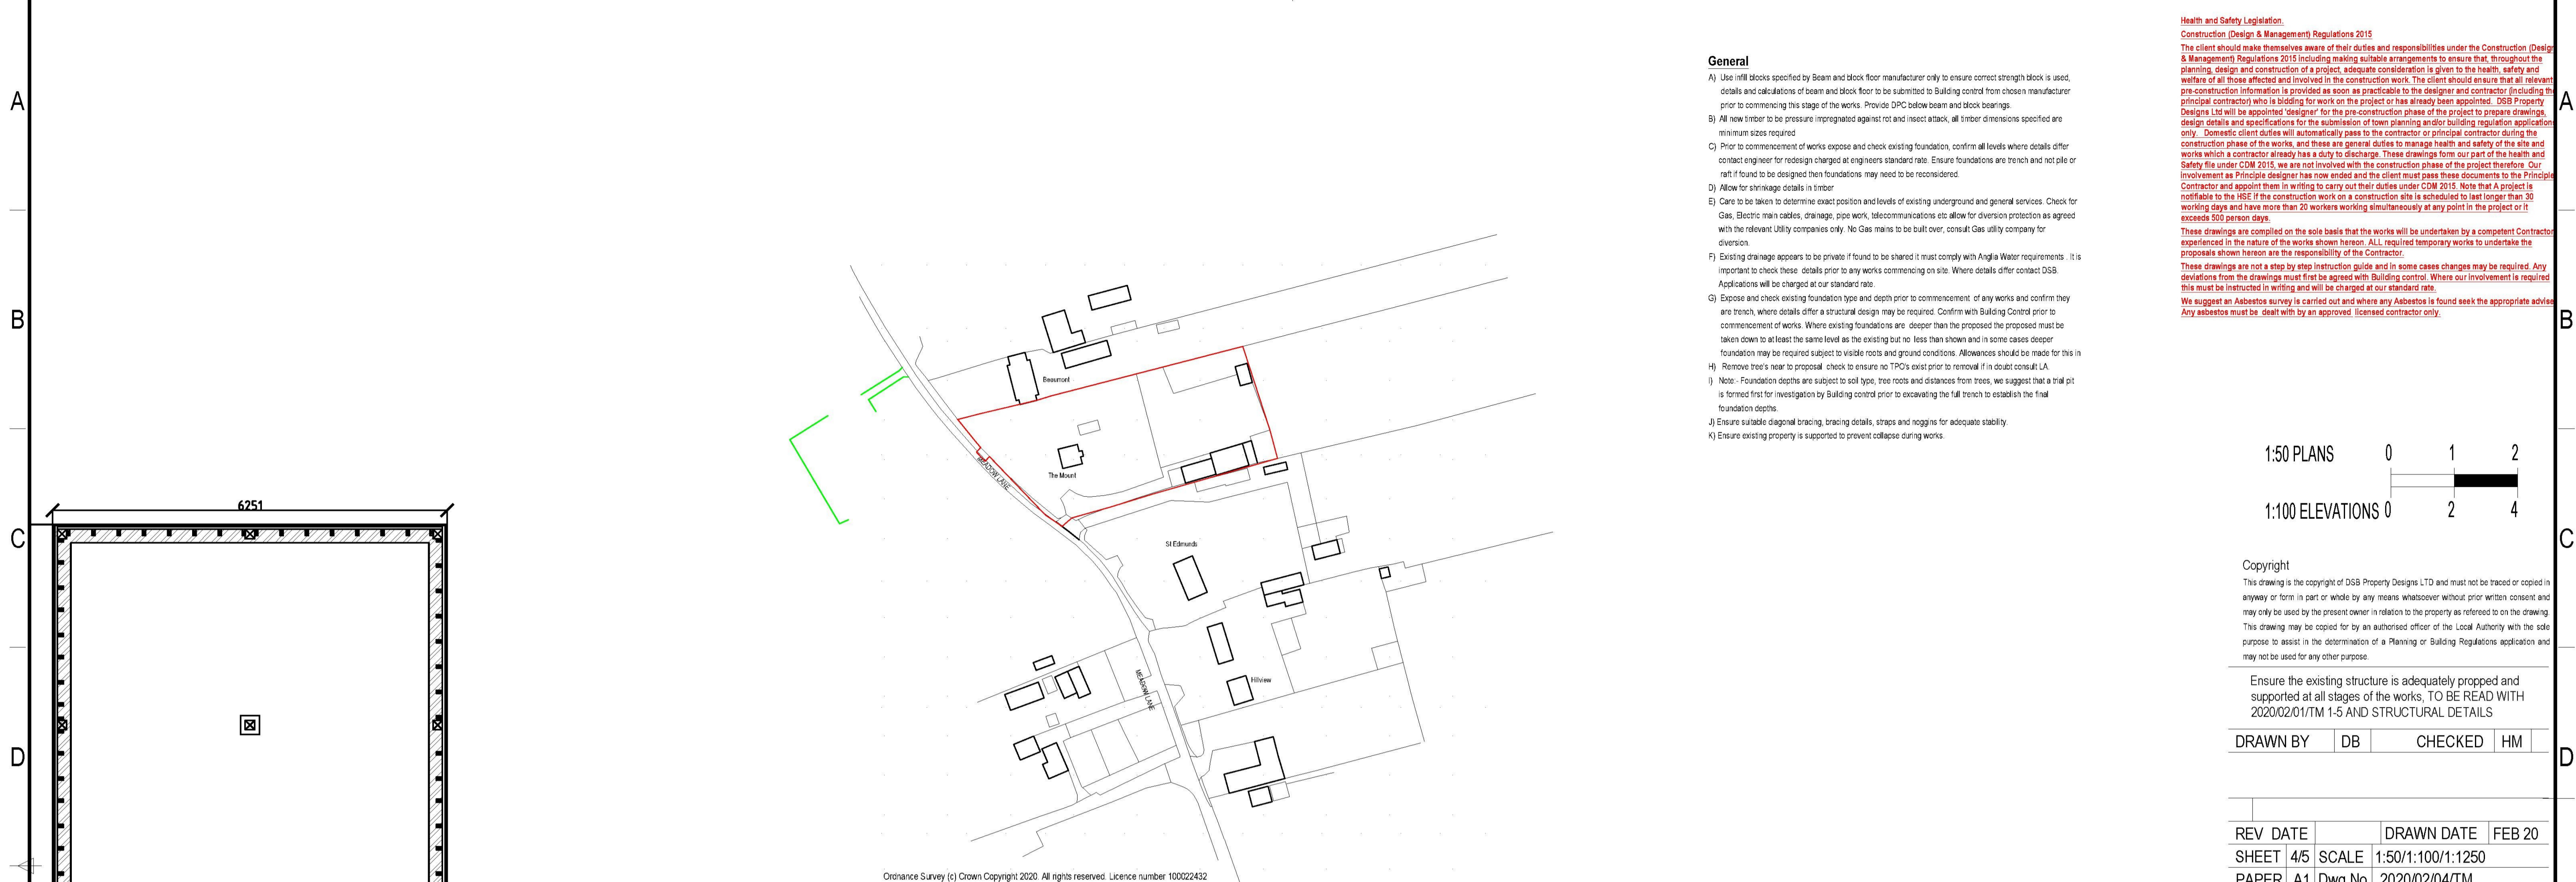 A
B
C
D
6251
Beaumont
The Mount
MEADOW LANE
St Edmunds
MEADOW LANE
Hillview
Ordnance Survey (c) Crown Copyright 2020. All rights reserved. Licence number 100022432
General
A) Use infill blocks specified by Beam and block floor manufacturer only to ensure correct strength block is used,
details and calculations of beam and block floor to be submitted to Building control from chosen manufacturer
prior to commencing this stage of the works. Provide DPC below beam and block bearings.
B) All new timber to be pressure impregnated against rot and insect attack, all timber dimensions specified are
minimum sizes required
C) Prior to commencement of works expose and check existing foundation, confirm all levels where details differ
contact engineer for redesign charged at engineers standard rate. Ensure foundations are trench and not pile or
raft if found to be designed then foundations may need to be reconsidered.
D) Allow for shrinkage details in timber
E) Care to be taken to determine exact position and levels of existing underground and general services. Check for
Gas, Electric main cables, drainage, pipe work, telecommunications etc allow for diversion protection as agreed
with the relevant Utility companies only. No Gas mains to be built over, consult Gas utility company for
diversion.
F) Existing drainage appears to be private if found to be shared it must comply with Anglia Water requirements . It is
important to check these details prior to any works commencing on site. Where details differ contact DSB.
Applications will be charged at our standard rate.
G) Expose and check existing foundation type and depth prior to commencement of any works and confirm they
are trench, where details differ a structural design may be required. Confirm with Building Control prior to
commencement of works. Where existing foundations are deeper than the proposed the proposed must be
taken down to at least the same level as the existing but no less than shown and in some cases deeper
foundation may be required subject to visible roots and ground conditions. Allowances should be made for this in
H) Remove tree's near to proposal check to ensure no TPO's exist prior to removal if in doubt consult LA.
I) Note:- Foundation depths are subject to soil type, tree roots and distances from trees, we suggest that a trial pit
is formed first for investigation by Building control prior to excavating the full trench to establish the final
foundation depths.
J) Ensure suitable diagonal bracing, bracing details, straps and noggins for adequate stability.
K) Ensure existing property is supported to prevent collapse during works.
Health and Safety Legislation.
Construction (Design & Management) Regulations 2015
The client should make themselves aware of their duties and responsibilities under the Construction (Design
& Management) Regulations 2015 including making suitable arrangements to ensure that, throughout the
planning, design and construction of a project, adequate consideration is given to the health, safety and
welfare of all those affected and involved in the construction work. The client should ensure that all relevant
pre-construction information is provided as soon as practicable to the designer and contractor (including the
principal contractor) who is bidding for work on the project or has already been appointed. DSB Property
Designs Ltd will be appointed 'designer' for the pre-construction phase of the project to prepare drawings,
design details and specifications for the submission of town planning and/or building regulation application
only. Domestic client duties will automatically pass to the contractor or principal contractor during the
construction phase of the works, and these are general duties to manage health and safety of the site and
works which a contractor already has a duty to discharge. These drawings form our part of the health and
Safety file under CDM 2015, we are not involved with the construction phase of the project therefore Our
involvement as Principle designer has now ended and the client must pass these documents to the Principle
Contractor and appoint them in writing to carry out their duties under CDM 2015. Note that A project is
notifiable to the HSE if the construction work on a construction site is scheduled to last longer than 30
working days and have more than 20 workers working simultaneously at any point in the project or it
exceeds 500 person days.
These drawings are compiled on the sole basis that the works will be undertaken by a competent Contractor
experienced in the nature of the works shown hereon. ALL required temporary works to undertake the
proposals shown hereon are the responsibility of the Contractor.
These drawings are not a step by step instruction guide and in some cases changes may be required. Any
deviations from the drawings must first be agreed with Building control. Where our involvement is required
this must be instructed in writing and will be charged at our standard rate.
We suggest an Asbestos survey is carried out and where any Asbestos is found seek the appropriate advise
Any asbestos must be dealt with by an approved licensed contractor only.
1:50 PLANS 0 1 2
1:100 ELEVATIONS 0 2 4
Copyright
This drawing is the copyright of DSB Property Designs LTD and must not be traced or copied in
anyway or form in part or whole by any means whatsoever without prior written consent and
may only be used by the present owner in relation to the property as refereed to on the drawing.
This drawing may be copied for by an authorised officer of the Local Authority with the sole
purpose to assist in the determination of a Planning or Building Regulations application and
may not be used for any other purpose.
Ensure the existing structure is adequately propped and
supported at all stages of the works, TO BE READ WITH
2020/02/01/TM 1-5 AND STRUCTURAL DETAILS
DRAWN BY DB CHECKED HM
REV DATE DRAWN DATE FEB 20
SHEET 4/5 SCALE 1:50/1:100/1:1250
PAPER A1 Dwg No 2020/02/04/TM
A
B
C
D